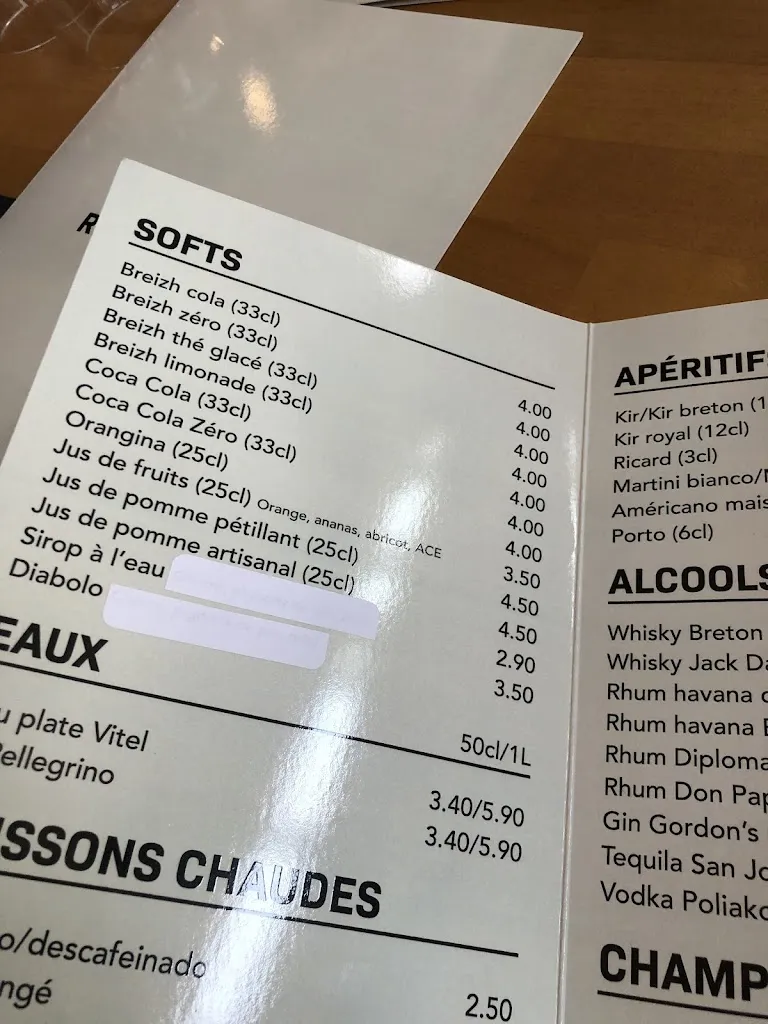 R
SOFTS
Breizh cola (33cl) 4.00
Breizh zéro (33cl) 4.00
Breizh thé glacé (33cl) 4.00
Breizh limonade (33cl) 4.00
Coca Cola (33cl) 4.00
Coca Cola Zéro (33cl) 4.00
Orangina (25cl) 4.00
Jus de fruits (25cl) Orange, ananas, abricot, ACE 3.50
Jus de pomme pétillant (25cl) 4.50
Jus de pomme artisanal (25cl) 4.50
Sirop à l'eau 2.90
Diabolo 3.50
EAUX 50cl/1L
u plate Vitel 3.40/5.90
Pellegrino 3.40/5.90
ISSONS CHAUDES
o/descafeinado 2.50
ngé
APÉRITIFS
Kir/Kir breton (1
Kir royal (12cl)
Ricard (3cl)
Martini bianco/
Américano mais
Porto (6cl)
ALCOOLS
Whisky Breton
Whisky Jack Da
Rhum havana
Rhum havana
Rhum Diploma
Rhum Don Pap
Gin Gordon's
Tequila San Jo
Vodka Poliako
CHAMP